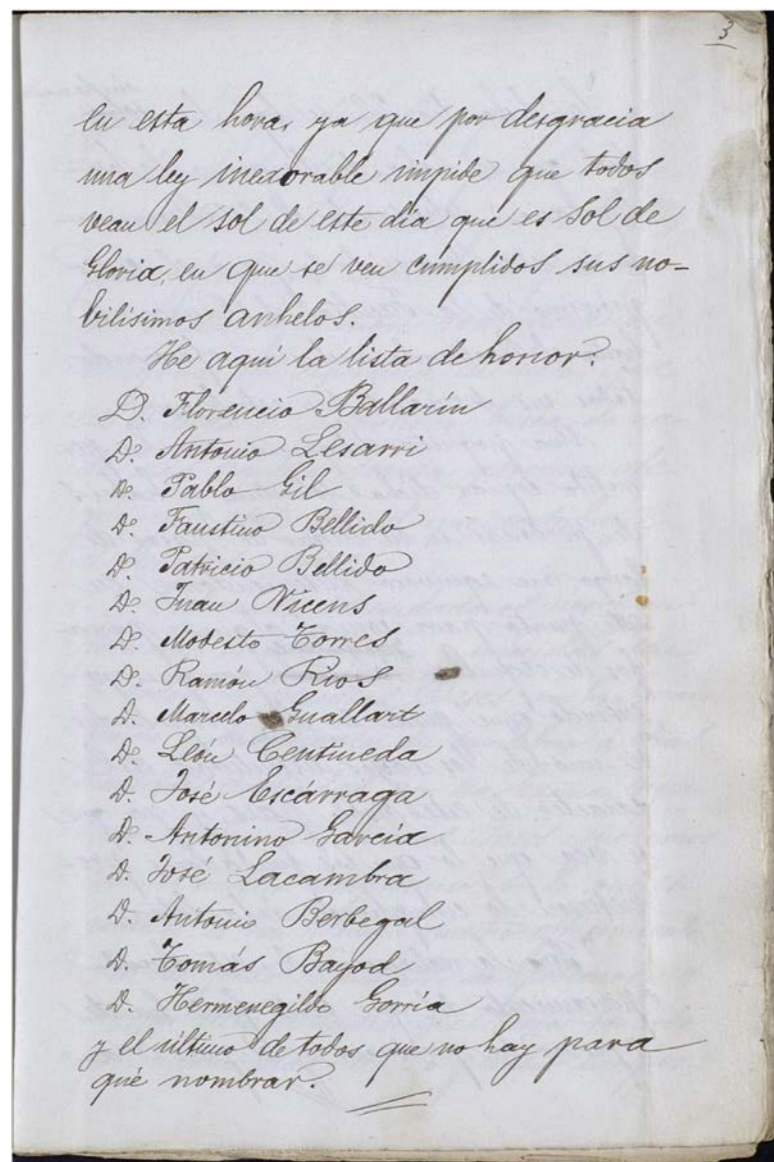 3
en esta hora, ya que por desgracia
una ley inexorable impide que todos
vean el sol de este día que es Sol de
Gloria, en que se ven cumplidos sus no-
bilísimos anhelos.
He aquí la lista de honor:
D. Florencio Ballarín
D. Antonio Lesarri
D. Pablo Gil
D. Faustino Bellido
D. Patricio Bellido
D. Juan Vicens
D. Modesto Torres
D. Ramón Ríos
D. Marcelo Guallart
D. León Centineda
D. José Escárraga
D. Antonino García
D. José Lacambra
D. Antonio Berbegal
D. Tomás Bayod
D. Hermenegildo Gorría
y el último de todos que no hay para
qué nombrar.